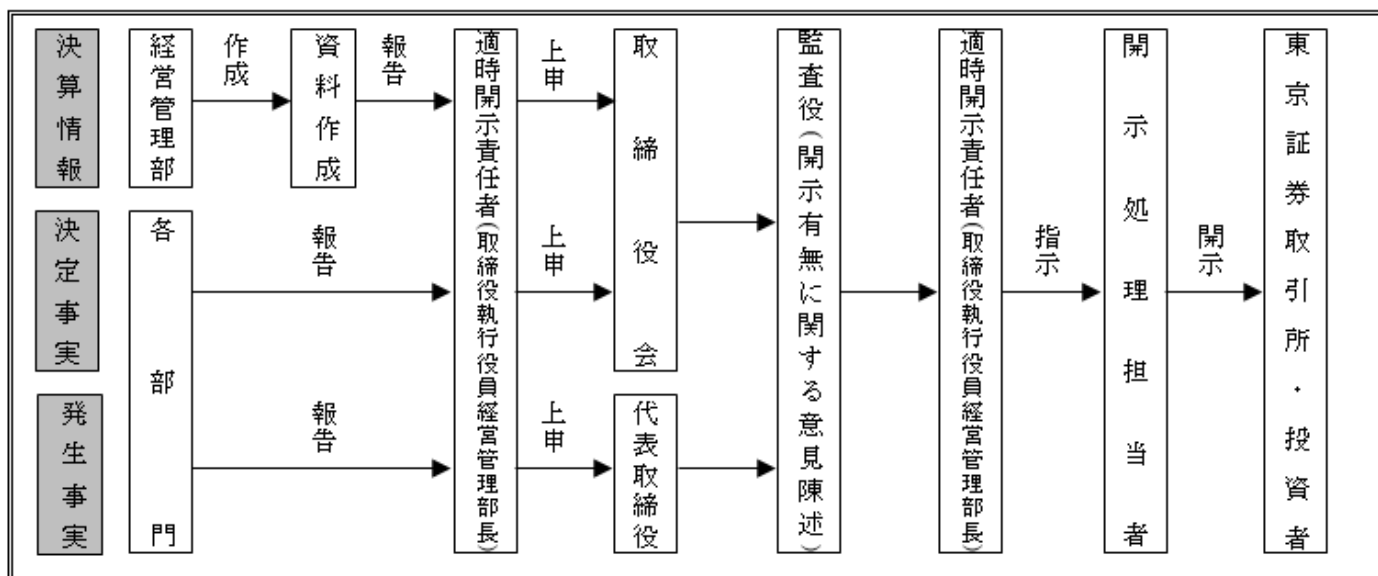 決算情報
経営管理部
作成
資料作成
報告
適時開示責任者(取締役執行役員経営管理部長)
上申
取締役会
監査役(開示有無に関する意見陳述)
適時開示責任者(取締役執行役員経営管理部長)
指示
開示処理担当者
開示
東京証券取引所・投資者
決定事実
各部門
報告
上申
発生事実
報告
上申
代表取締役